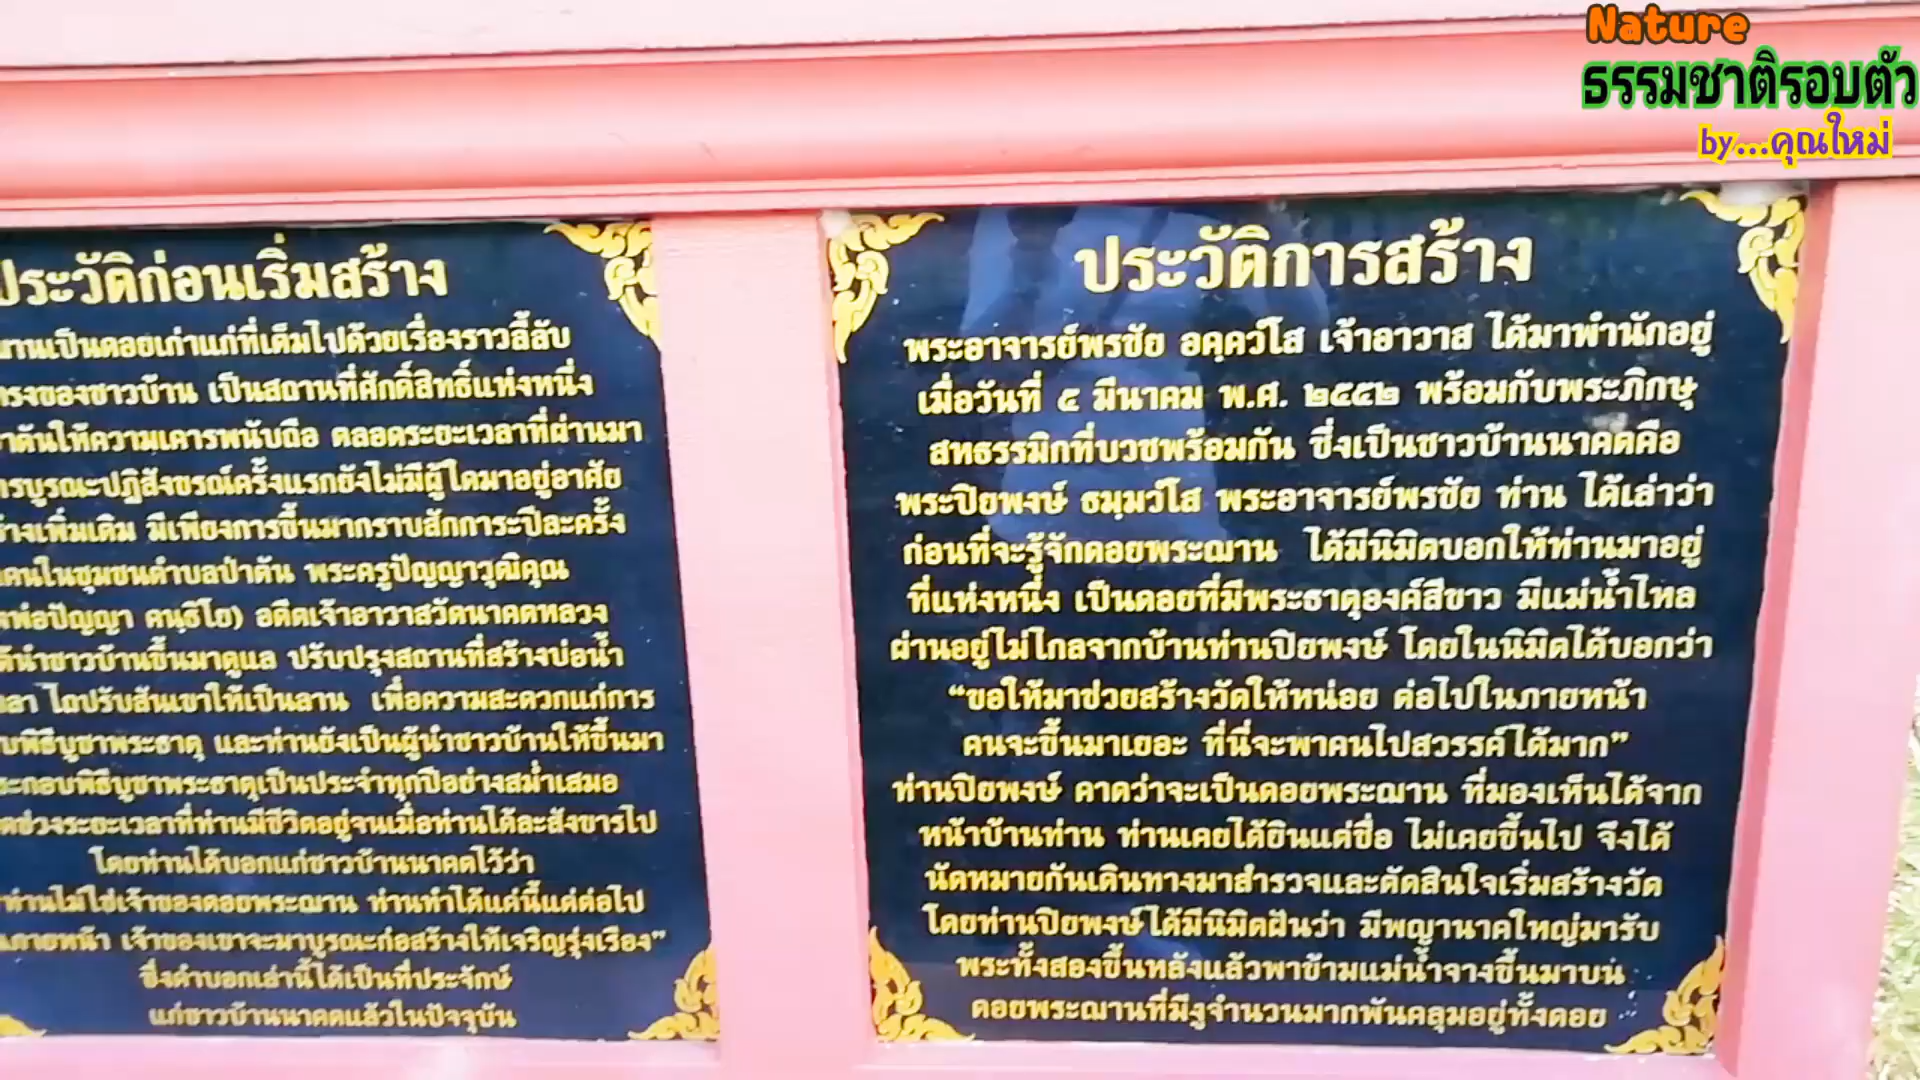 Nature
ธรรมชาติรอบตัว
by...คุณใหม่
ประวัติก่อนเริ่มสร้าง
เป็นดอยเก่าแก่ที่เต็มไปด้วยเรื่องราวลี้ลับ
ของชาวบ้าน เป็นสถานที่ศักดิ์สิทธิ์แห่งหนึ่ง
ให้ความเคารพนับถือ ตลอดระยะเวลาที่ผ่านมา
บูรณะปฏิสังขรณ์ครั้งแรกยังไม่มีผู้ใดมาอยู่อาศัย
เพิ่มเติม มีเพียงการขึ้นมากราบสักการะปีละครั้ง
คนในชุมชนตำบลป่าตัน พระครูปัญญาวุฒิคุณ
พ่อปัญญา คนฺธิโย) อดีตเจ้าอาวาสวัดนาคตหลวง
นำชาวบ้านขึ้นมาดูแล ปรับปรุงสถานที่สร้างบ่อน้ำ
ไถปรับสันเขาให้เป็นลาน เพื่อความสะดวกแก่การ
พิธีบูชาพระธาตุ และท่านยังเป็นผู้นำชาวบ้านให้ขึ้นมา
ประกอบพิธีบูชาพระธาตุเป็นประจำทุกปีอย่างสม่ำเสมอ
ช่วงระยะเวลาที่ท่านมีชีวิตอยู่จนเมื่อท่านได้ละสังขารไป
โดยท่านได้บอกแก่ชาวบ้านนาคตไว้ว่า
ท่านไม่ใช่เจ้าของดอยพระฌาน ท่านทำได้แค่นี้แต่ต่อไป
ภายหน้า เจ้าของเขาจะมาบูรณะก่อสร้างให้เจริญรุ่งเรือง”
ซึ่งคำบอกเล่านี้ได้เป็นที่ประจักษ์
แก่ชาวบ้านนาคตแล้วในปัจจุบัน
ประวัติการสร้าง
พระอาจารย์พรชัย อคฺควํโส เจ้าอาวาส ได้มาพำนักอยู่
เมื่อวันที่ ๕ มีนาคม พ.ศ. ๒๕๕๒ พร้อมกับพระภิกษุ
สหธรรมิกที่บวชพร้อมกัน ซึ่งเป็นชาวบ้านนาคตคือ
พระปิยพงษ์ ธมฺมวํโส พระอาจารย์พรชัย ท่าน ได้เล่าว่า
ก่อนที่จะรู้จักดอยพระฌาน ได้มีนิมิตบอกให้ท่านมาอยู่
ที่แห่งหนึ่ง เป็นดอยที่มีพระธาตุองค์สีขาว มีแม่น้ำไหล
ผ่านอยู่ไม่ไกลจากบ้านท่านปิยพงษ์ โดยในนิมิตได้บอกว่า
“ขอให้มาช่วยสร้างวัดให้หน่อย ต่อไปในภายหน้า
คนจะขึ้นมาเยอะ ที่นี่จะพาคนไปสวรรค์ได้มาก”
ท่านปิยพงษ์ คาดว่าจะเป็นดอยพระฌาน ที่มองเห็นได้จาก
หน้าบ้านท่าน ท่านเคยได้ยินแต่ชื่อ ไม่เคยขึ้นไป จึงได้
นัดหมายกันเดินทางมาสำรวจและตัดสินใจเริ่มสร้างวัด
โดยท่านปิยพงษ์ได้มีนิมิตฝันว่า มีพญานาคใหญ่มารับ
พระทั้งสองขึ้นหลังแล้วพาข้ามแม่น้ำจางขึ้นมาบน
ดอยพระฌานที่มีงูจำนวนมากพันคลุมอยู่ทั้งดอย